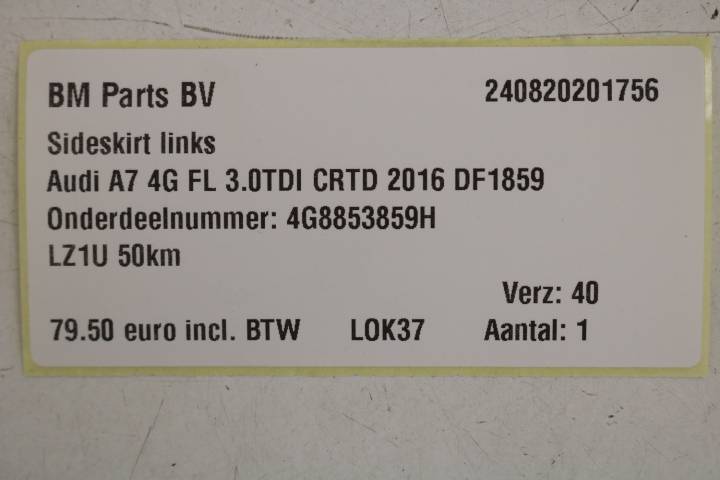 BM Parts BV 240820201756
Sideskirt links
Audi A7 4G FL 3.0TDI CRTD 2016 DF1859
Onderdeelnummer: 4G8853859H
LZ1U 50km
Verz: 40
79.50 euro incl. BTW LOK37 Aantal: 1